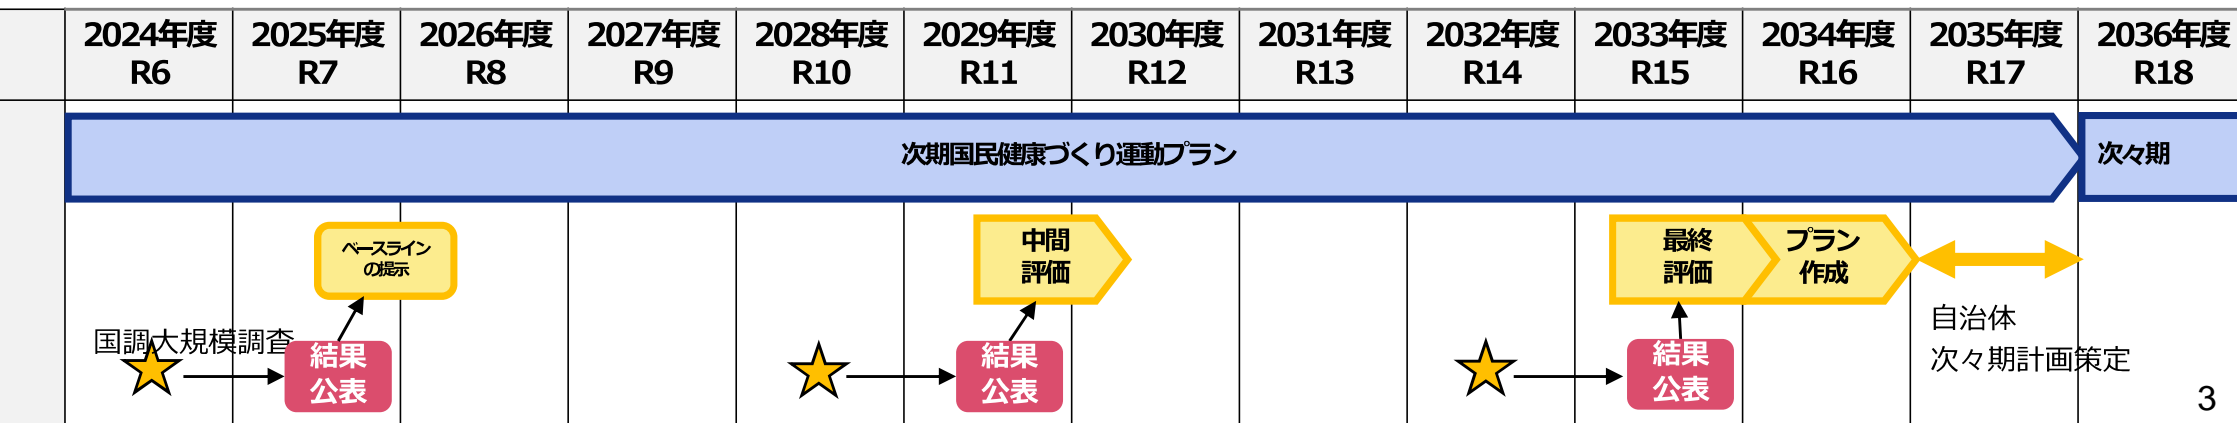 2024年度 2025年度 2026年度 2027年度 2028年度 2029年度 2030年度 2031年度 2032年度 2033年度 2034年度 2035年度 2036年度
R6 R7 R8 R9 R10 R11 R12 R13 R14 R15 R16 R17 R18
次期国民健康づくり運動プラン
次々期
ベースライン
の提示
中間
評価
最終
評価
プラン
作成
国調大規模調査
結果
公表
結果
公表
結果
公表
自治体
次々期計画策定
3